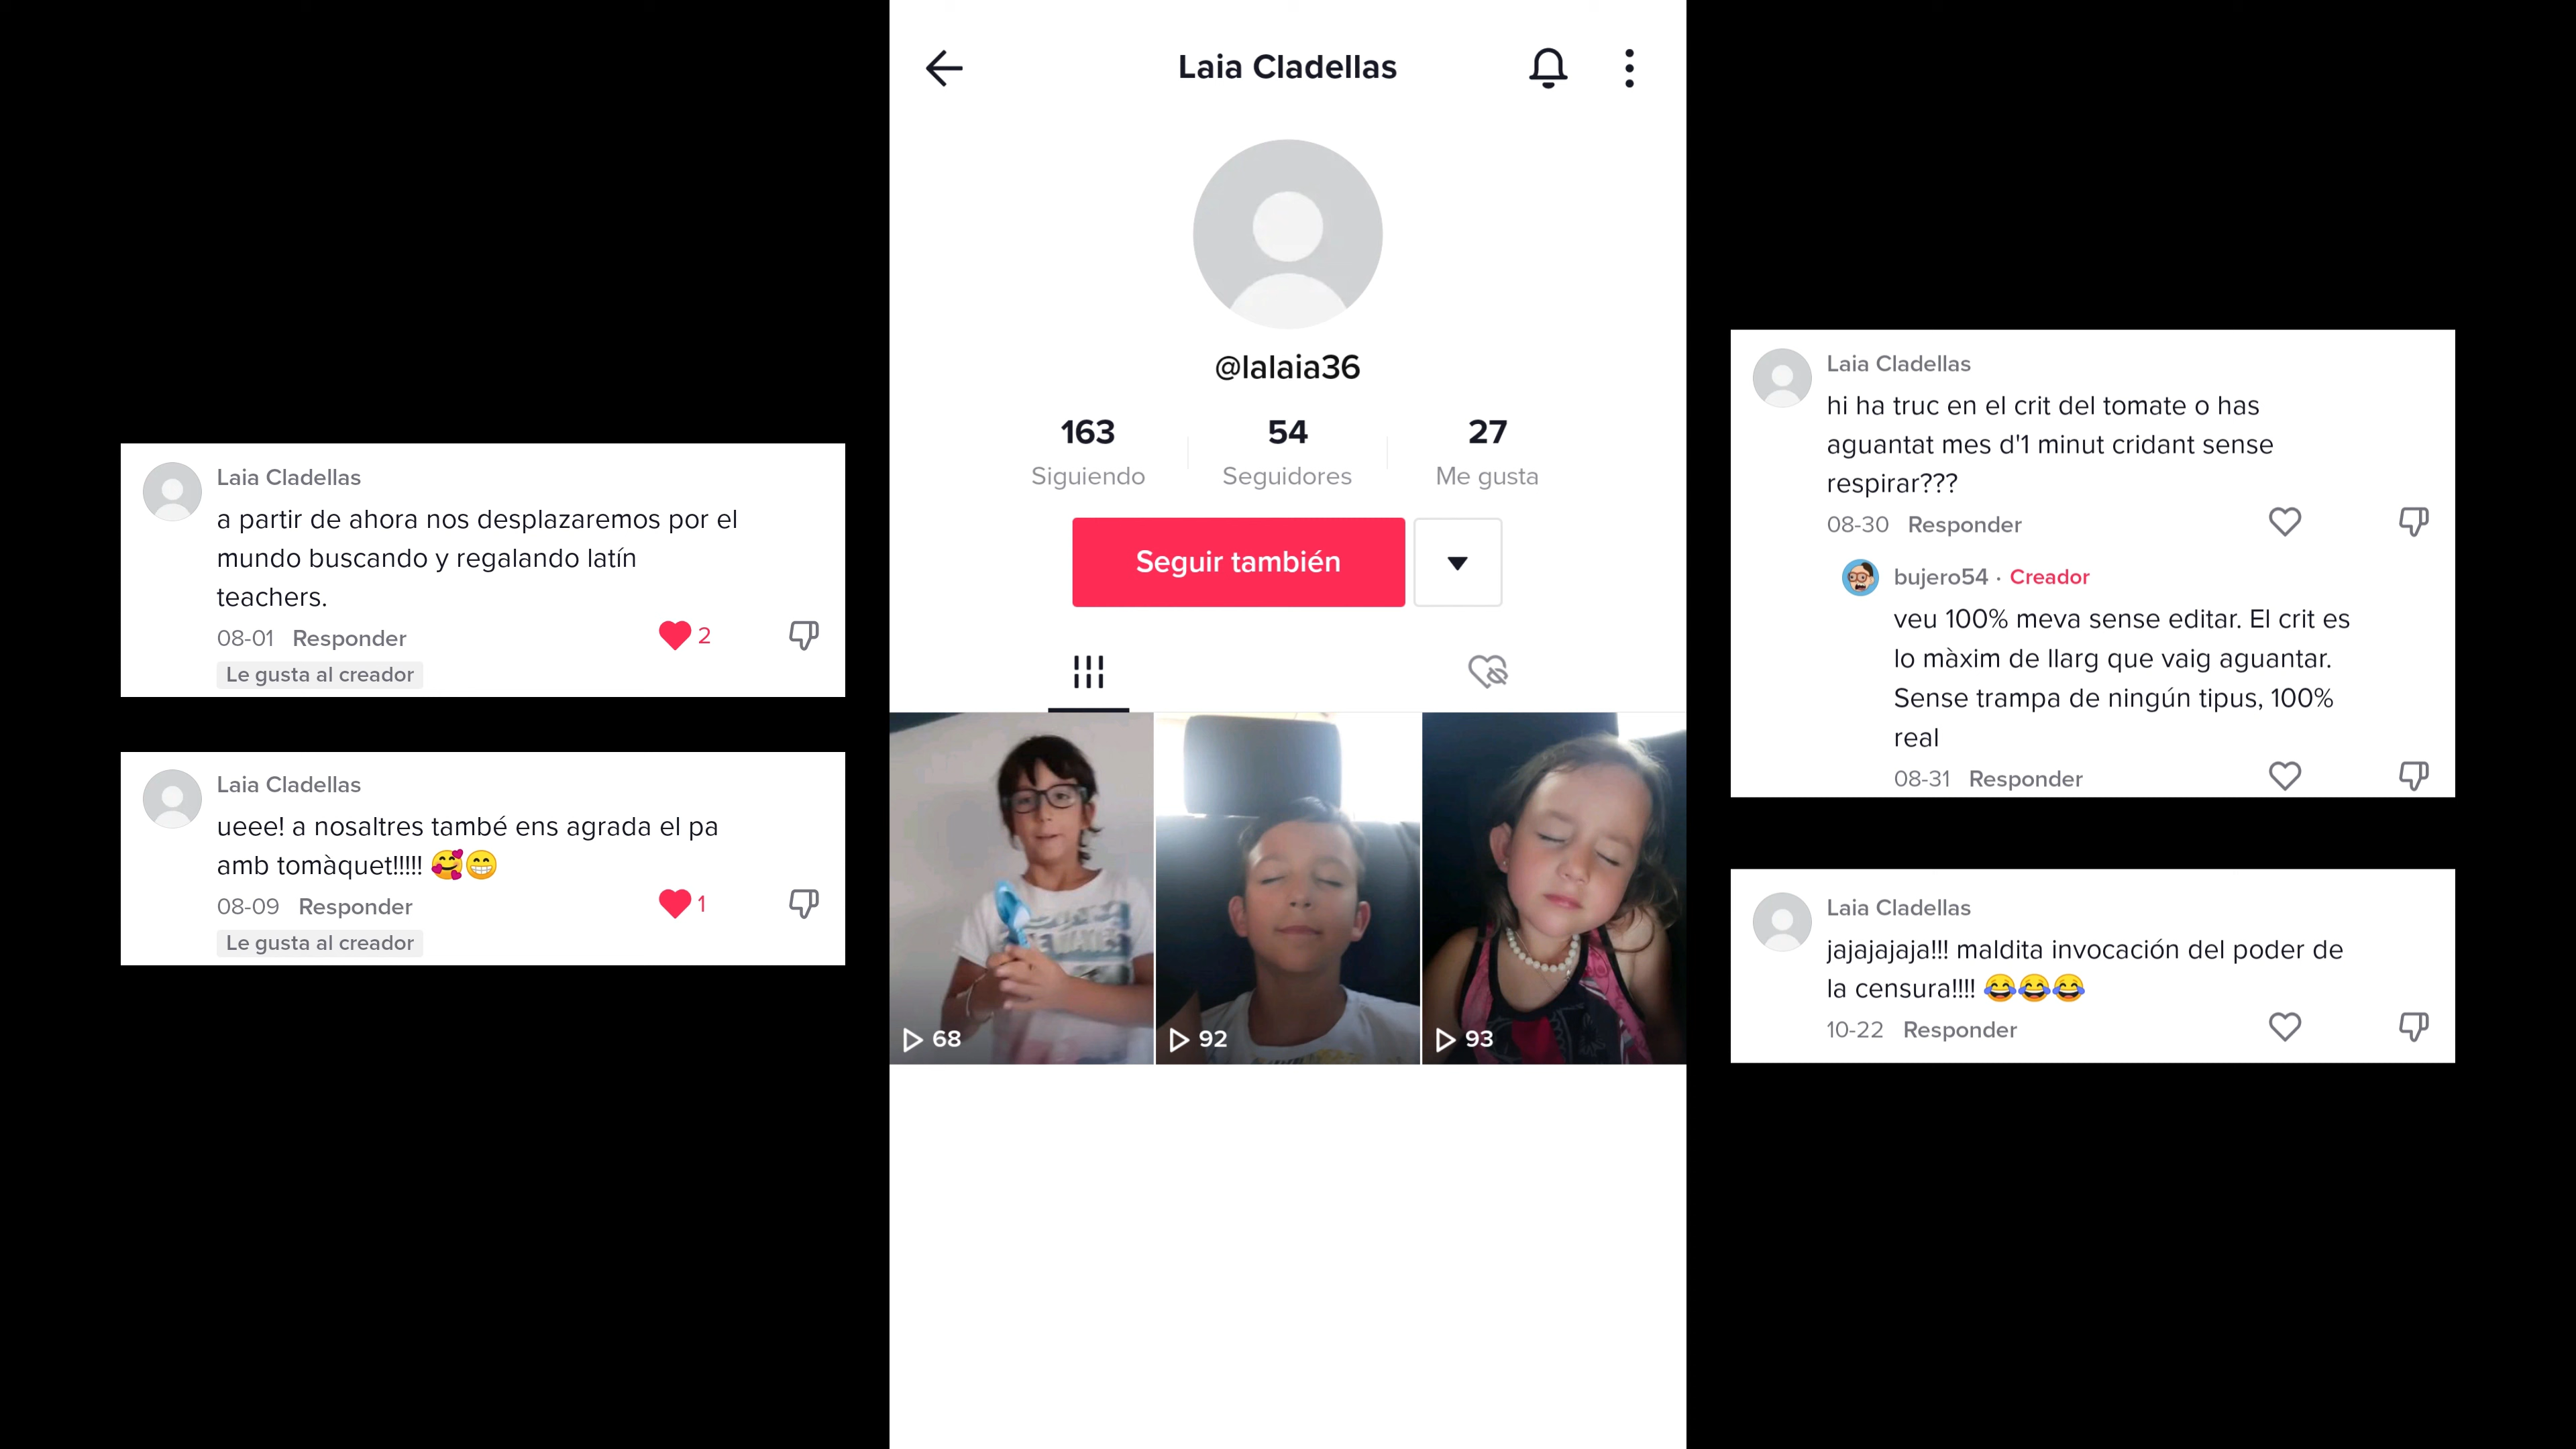 Laia Cladellas
a partir de ahora nos desplazaremos por el
mundo buscando y regalando latín
teachers.
08-01 Responder
2
Le gusta al creador
Laia Cladellas
ueee! a nosaltres també ens agrada el pa
amb tomàquet!!!!! 🥰😁
08-09 Responder
1
Le gusta al creador
Laia Cladellas
@lalaia36
163 54 27
Siguiendo Seguidores Me gusta
Seguir también
68 92 93
Laia Cladellas
hi ha truc en el crit del tomate o has
aguantat mes d'1 minut cridant sense
respirar???
08-30 Responder
bujero54 · Creador
veu 100% meva sense editar. El crit es
lo màxim de llarg que vaig aguantar.
Sense trampa de ningún tipus, 100%
real
08-31 Responder
Laia Cladellas
jajajajaja!!! maldita invocación del poder de
la censura!!!! 😂😂😂
10-22 Responder